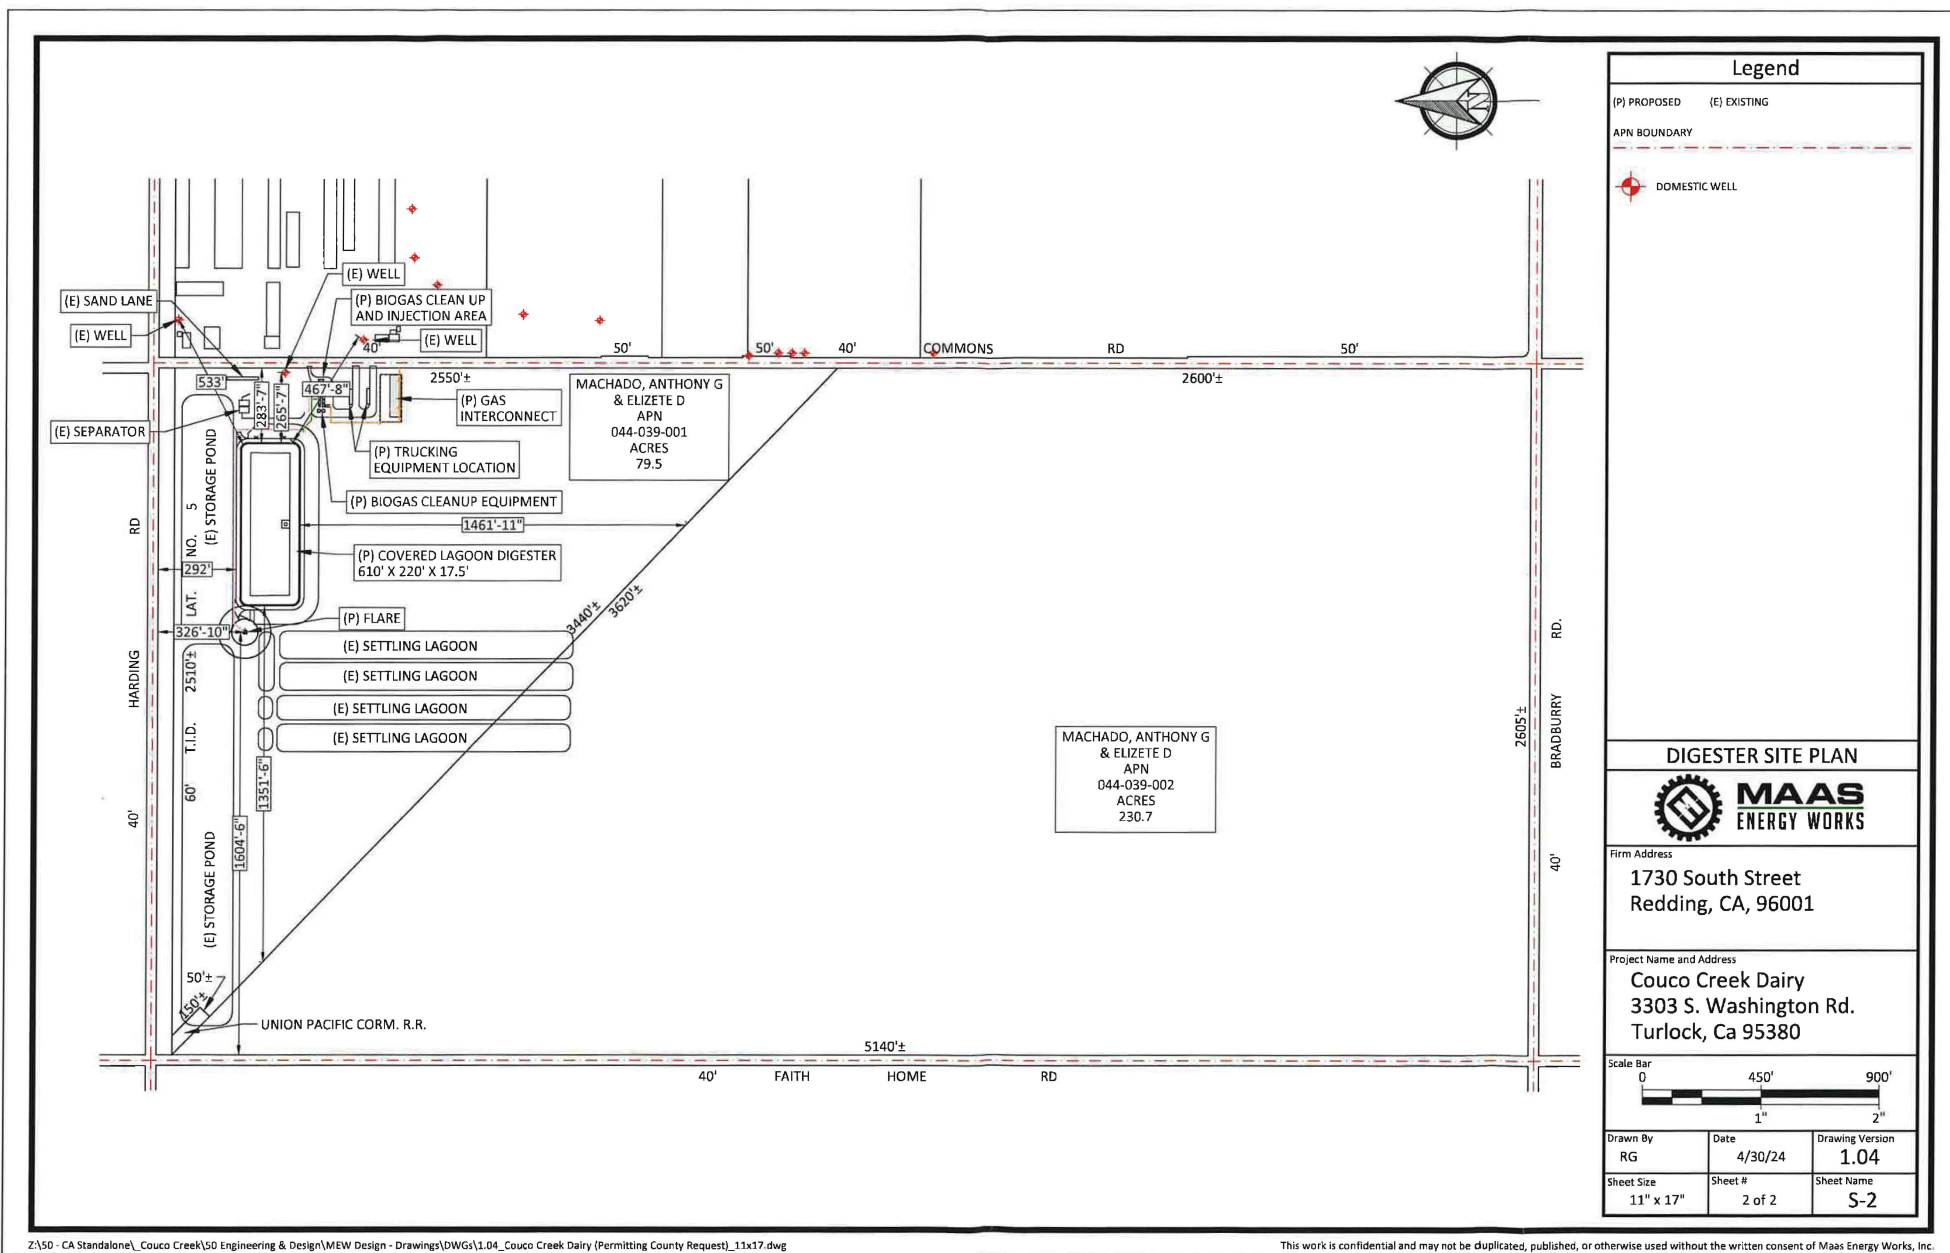 Legend
(P) PROPOSED (E) EXISTING
APN BOUNDARY
DOMESTIC WELL
N
(E) WELL
(E) SAND LANE
(P) BIOGAS CLEAN UP
AND INJECTION AREA
(E) WELL
(E) WELL
40'
50'
50'
40'
COMMONS
RD
50'
533'
283'-7"
265'-7"
467'-8"
2550'±
2600'±
(P) GAS
INTERCONNECT
MACHADO, ANTHONY G
& ELIZETE D
APN
044-039-001
ACRES
79.5
(E) SEPARATOR
(P) TRUCKING
EQUIPMENT LOCATION
(P) BIOGAS CLEANUP EQUIPMENT
1461'-11"
(E) STORAGE POND
(P) COVERED LAGOON DIGESTER
610' X 220' X 17.5'
292'
326'-10"
(P) FLARE
3440'±
3620'±
(E) SETTLING LAGOON
(E) SETTLING LAGOON
(E) SETTLING LAGOON
(E) SETTLING LAGOON
40' HARDING RD
60' T.I.D. 2510'± LAT. NO. 5
1351'-6"
1604'-6"
(E) STORAGE POND
50'±
150'±
UNION PACIFIC CORM. R.R.
MACHADO, ANTHONY G
& ELIZETE D
APN
044-039-002
ACRES
230.7
2605'±
40' BRADBURRY RD.
5140'±
40' FAITH HOME RD
DIGESTER SITE PLAN
MAAS
ENERGY WORKS
Firm Address
1730 South Street
Redding, CA, 96001
Project Name and Address
Couco Creek Dairy
3303 S. Washington Rd.
Turlock, Ca 95380
Scale Bar
0 450' 900'
1" 2"
Drawn By Date Drawing Version
RG 4/30/24 1.04
Sheet Size Sheet # Sheet Name
11" x 17" 2 of 2 S-2
Z:\50 - CA Standalone\_Couco Creek\50 Engineering & Design\MEW Design - Drawings\DWGs\1.04_Couco Creek Dairy (Permitting County Request)_11x17.dwg
This work is confidential and may not be duplicated, published, or otherwise used without the written consent of Maas Energy Works, Inc.